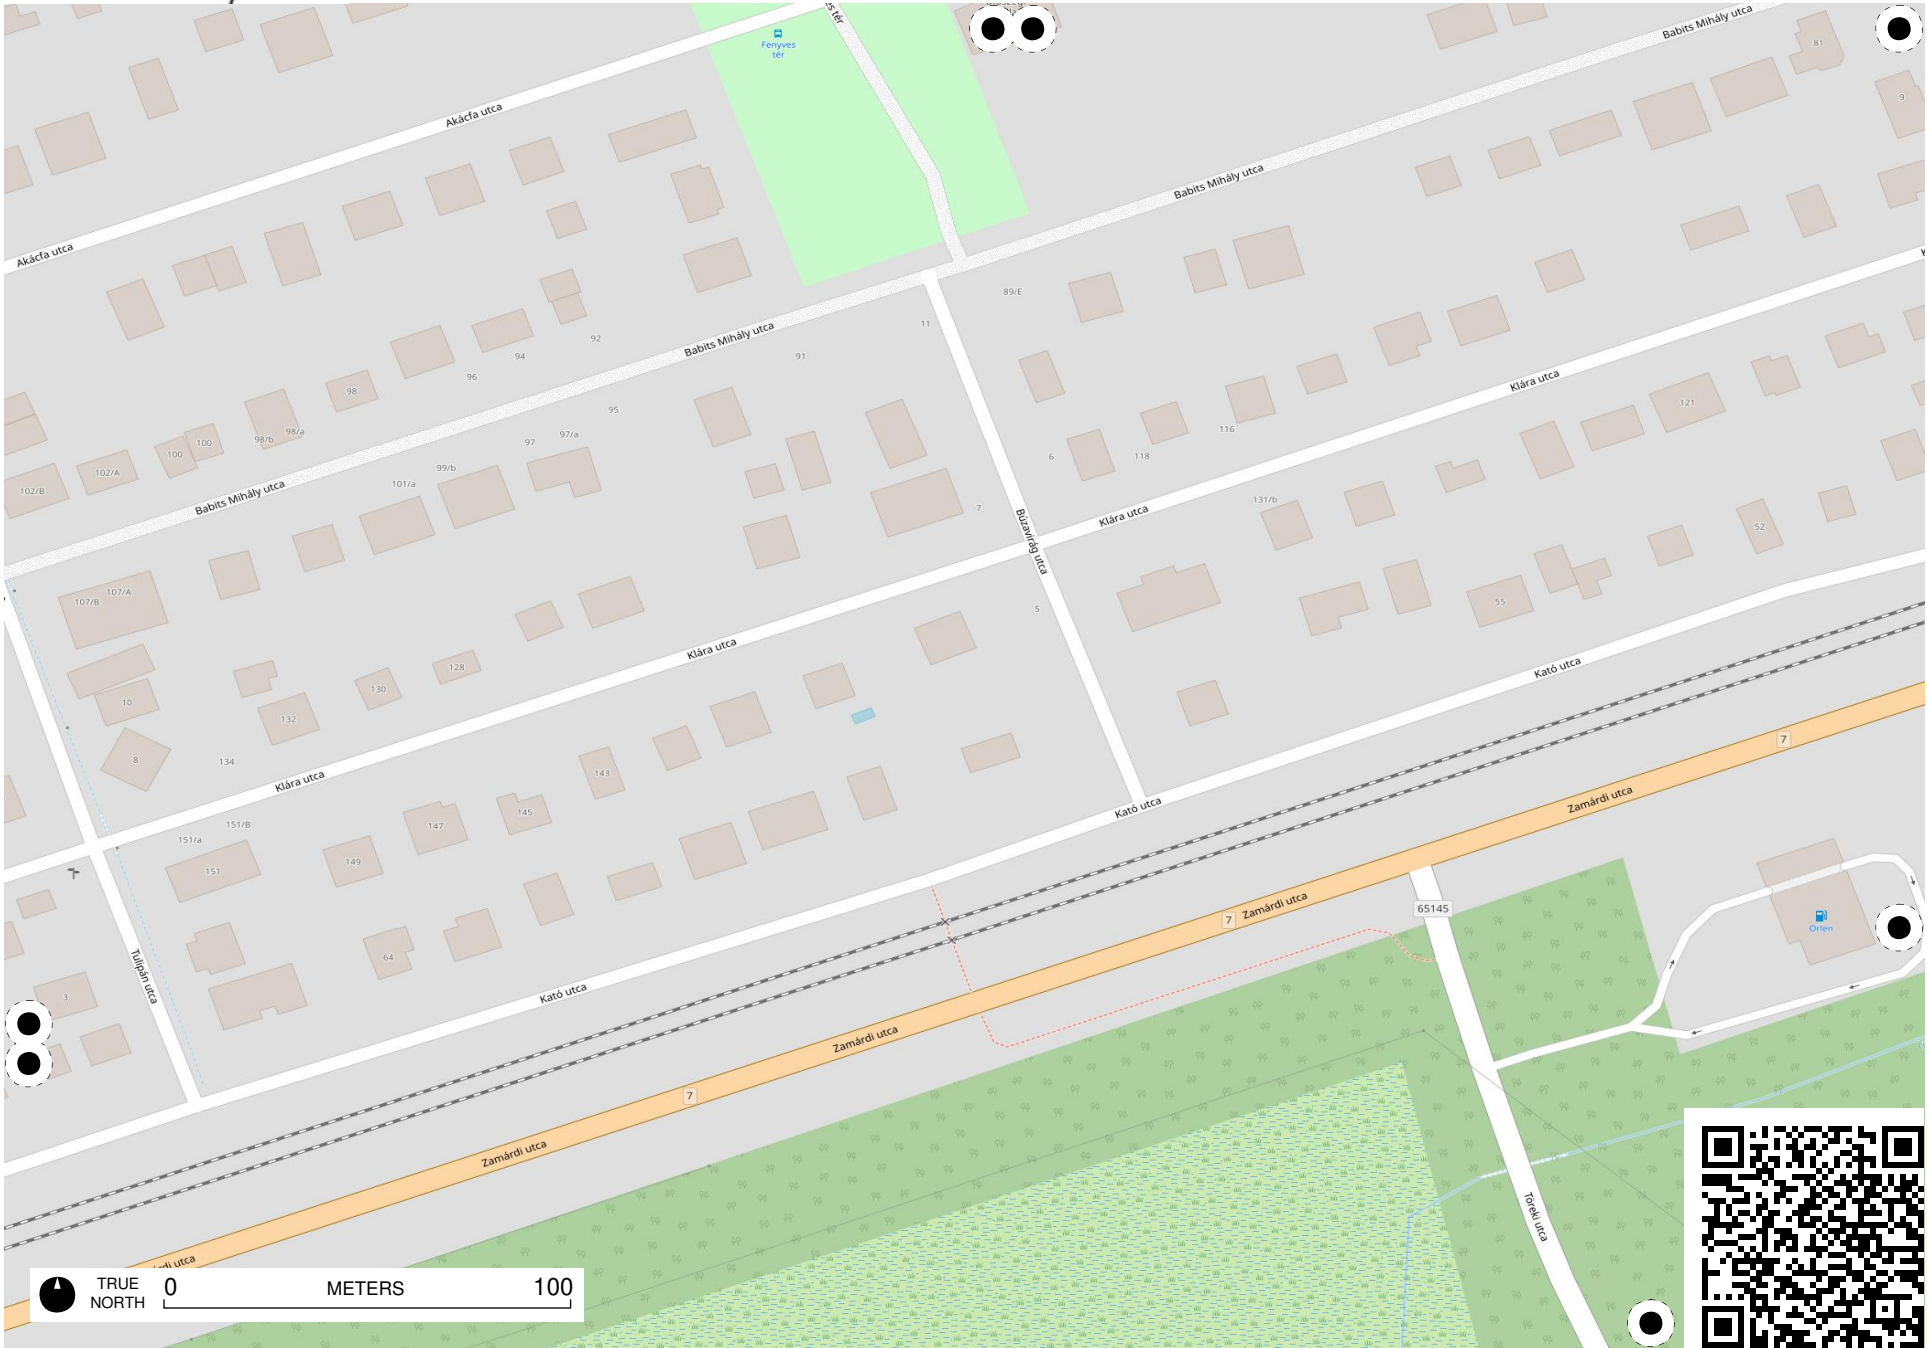 Fenyves
tér
Babits Mihály utca
81
9
Akácfa utca
Babits Mihály utca
Akácfa utca
89/E
11
92
94
91
96
98
Babits Mihály utca
Klára utca
95
121
98/a
98/b
100
100
97/a
97
116
6
118
102/A
102/B
99/b
101/a
Babits Mihály utca
131/b
7
Klára utca
52
Búzavirág utca
107/A
107/B
55
5
Klára utca
128
130
10
132
Kató utca
7
8
134
143
Klára utca
Zamárdi utca
Kató utca
145
147
151/B
151/a
149
151
65145
Zamárdi utca
7
Orlen
64
Tulipán utca
3
Kató utca
Zamárdi utca
7
Zamárdi utca
Töreki utca
rdi utca
TRUE
NORTH
0 METERS 100